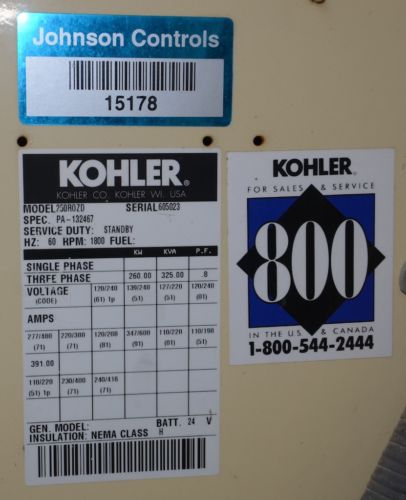 Johnson Controls
15178
KOHLER®
KOHLER CO. KOHLER WI. USA
MODEL 250ROZD SERIAL 605023
SPEC. PA-132467
SERVICE DUTY: STANDBY
HZ: 60 RPM: 1800 FUEL:
KW KVA P.F.
SINGLE PHASE
THREE PHASE 260.00 325.00 .8
VOLTAGE 120/240 139/240 127/220 120/240
(CODE) (61) 1p (51) (51) (81)
AMPS
277/480 220/380 120/208 347/600 110/220 110/190
(71) (71) (81) (91) (81) (51)
391.00
110/220 230/400 240/416
(51) 1p (71) (71)
GEN. MODEL: BATT. 24 V
INSULATION: NEMA CLASS H
KOHLER®
FOR SALES & SERVICE
800
IN THE U.S. & CANADA
1-800-544-2444